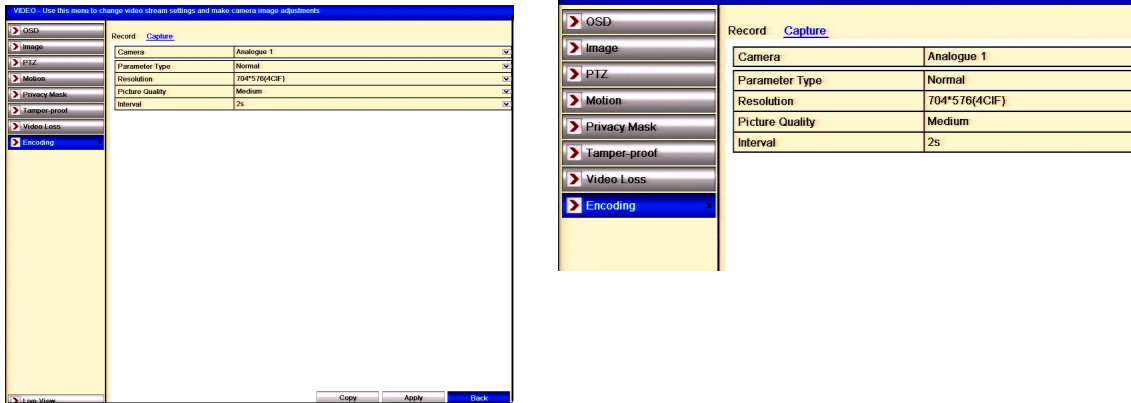 VIDEO - Use this menu to change video stream settings and make camera image adjustments
OSD
Image
PTZ
Motion
Privacy Mask
Tamper-proof
Video Loss
Encoding
Live View
Record Capture
Camera Analogue 1
Parameter Type Normal
Resolution 704*576(4CIF)
Picture Quality Medium
Interval 2s
Copy Apply Back
OSD
Image
PTZ
Motion
Privacy Mask
Tamper-proof
Video Loss
Encoding
Record Capture
Camera Analogue 1
Parameter Type Normal
Resolution 704*576(4CIF)
Picture Quality Medium
Interval 2s